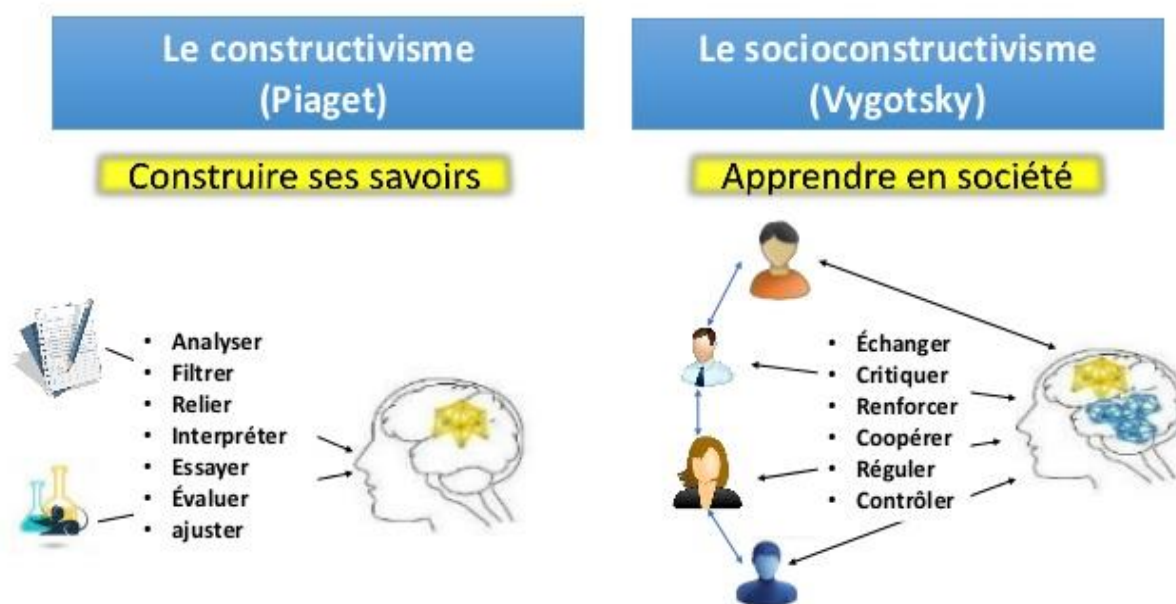 Le constructivisme
(Piaget)
Construire ses savoirs
• Analyser
• Filtrer
• Relier
• Interpréter
• Essayer
• Évaluer
• ajuster
Le socioconstructivisme
(Vygotsky)
Apprendre en société
• Échanger
• Critiquer
• Renforcer
• Coopérer
• Réguler
• Contrôler